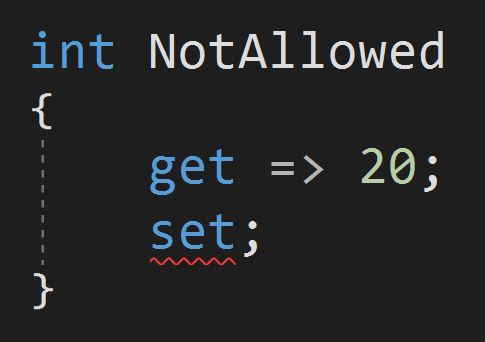 int NotAllowed
{
get => 20;
set;
}